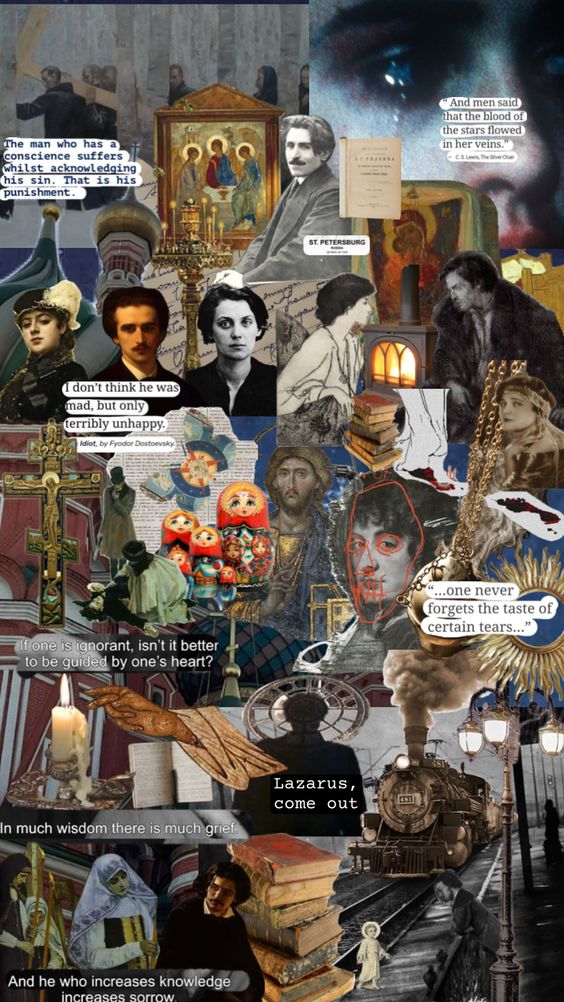 " And men said
that the blood of
the stars flowed
in her veins."
- C. S. Lewis, The Silver Chair
The man who has a
conscience suffers
whilst acknowledging
his sin. That is his
punishment.
ST. PETERSBURG
RUSSIA
I don't think he was
mad, but only
terribly unhappy.
Idiot, by Fyodor Dostoevsky.
"...one never
forgets the taste of
certain tears..."
If one is ignorant, isn't it better
to be guided by one's heart?
Lazarus,
come out
481
481
In much wisdom there is much grief.
And he who increases knowledge
increases sorrow